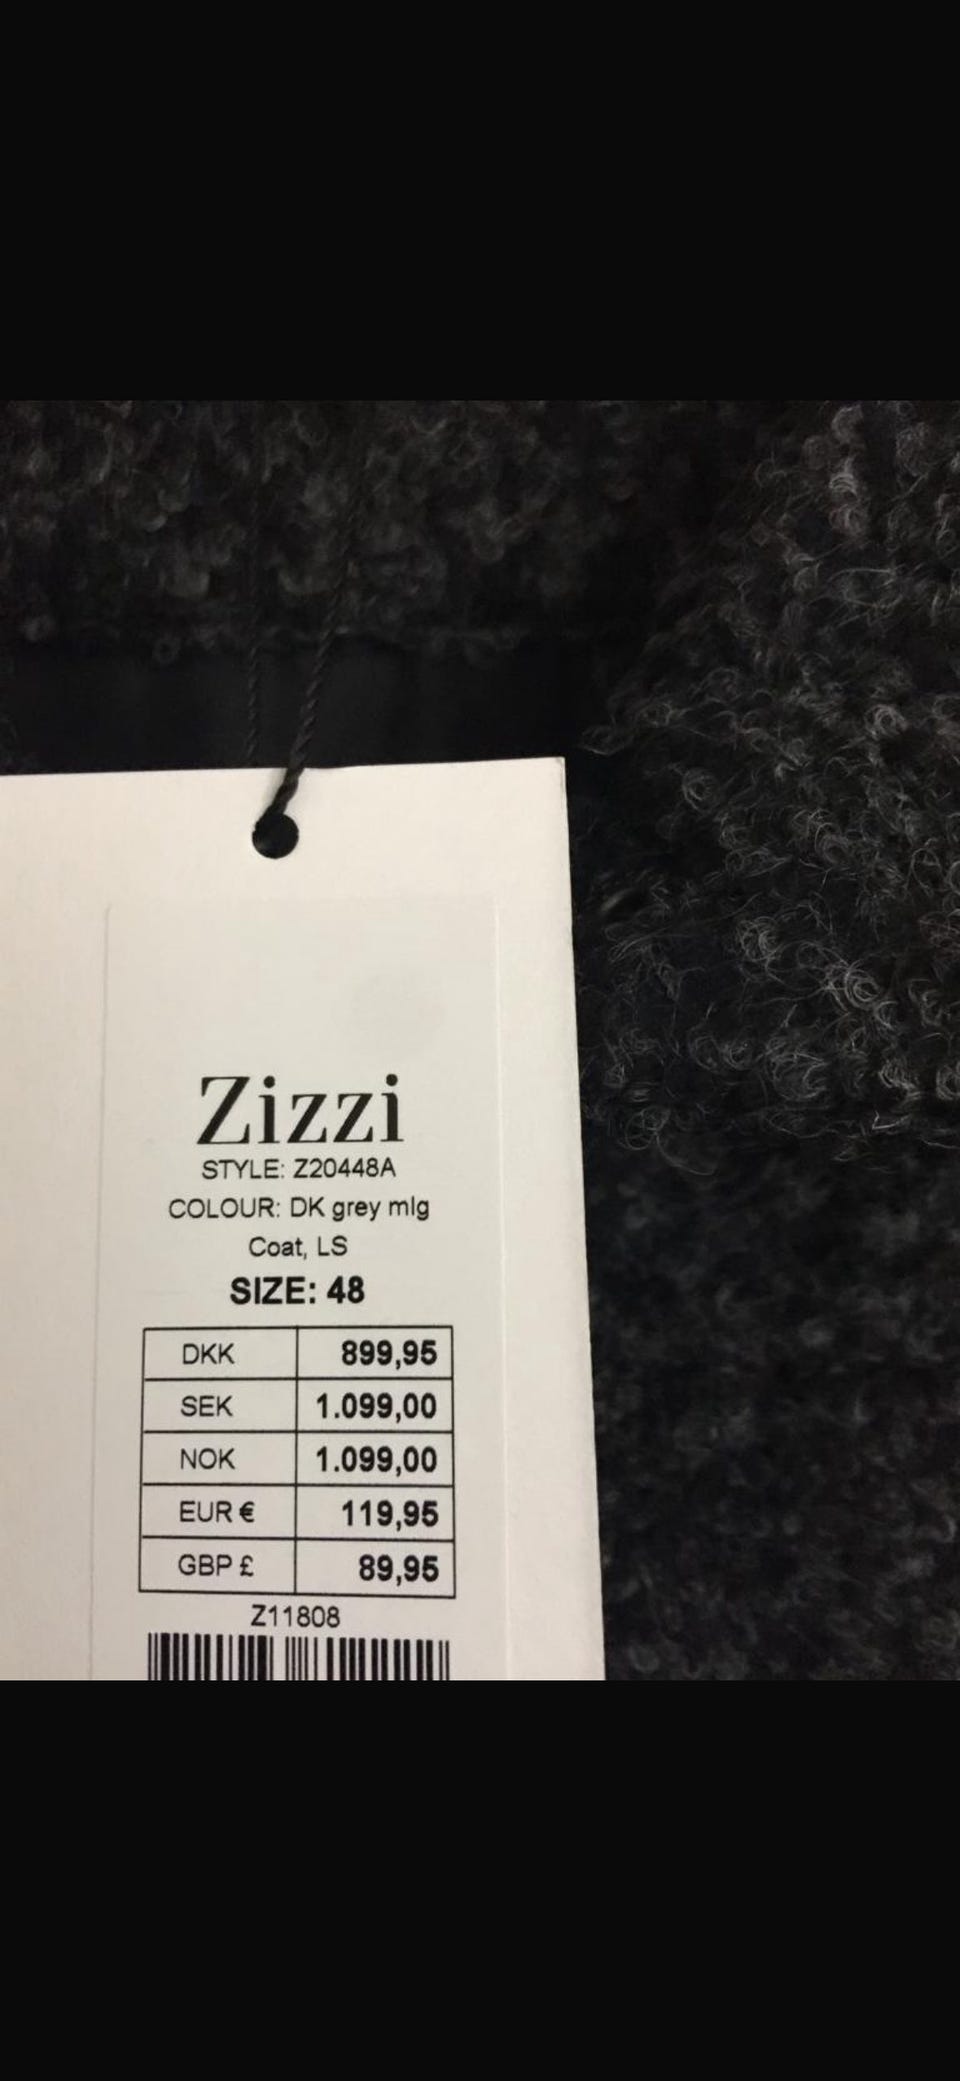 Zizzi
STYLE: Z20448A
COLOUR: DK grey mlg
Coat, LS
SIZE: 48
DKK 899,95
SEK 1.099,00
NOK 1.099,00
EUR € 119,95
GBP £ 89,95
Z11808